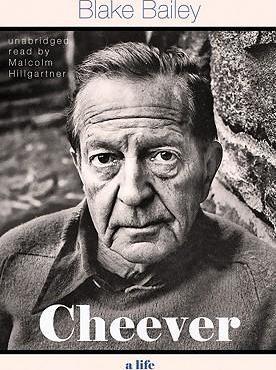 Blake Bailey
unabridged
read by
Malcolm
Hillgartner
Cheever
a life